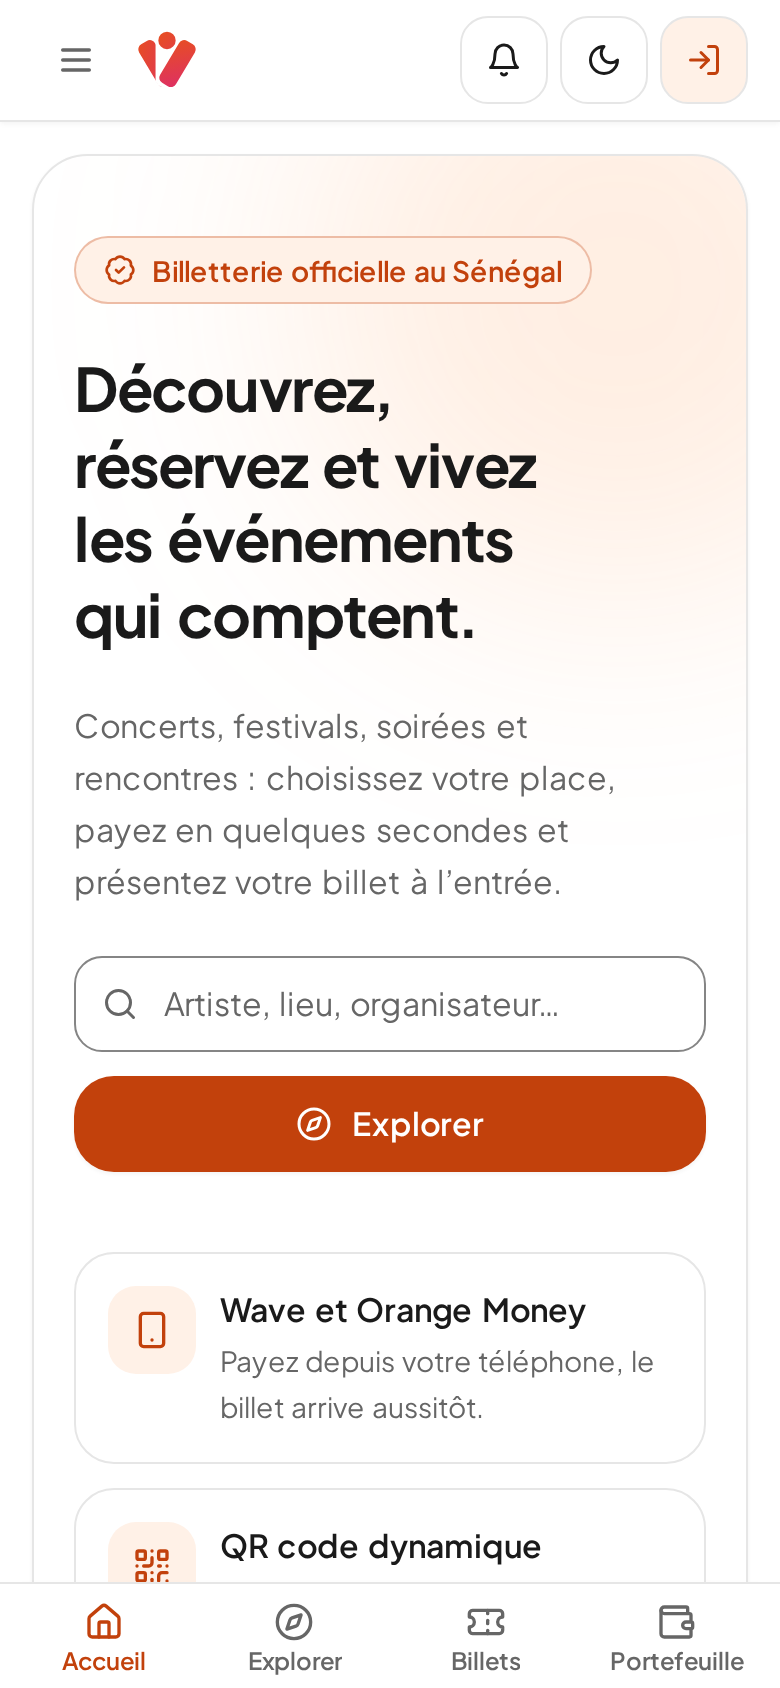 Billetterie officielle au Sénégal
Découvrez,
réservez et vivez
les événements
qui comptent.
Concerts, festivals, soirées et
rencontres : choisissez votre place,
payez en quelques secondes et
présentez votre billet à l’entrée.
Artiste, lieu, organisateur...
Explorer
Wave et Orange Money
Payez depuis votre téléphone, le
billet arrive aussitôt.
QR code dynamique
Accueil
Explorer
Billets
Portefeuille